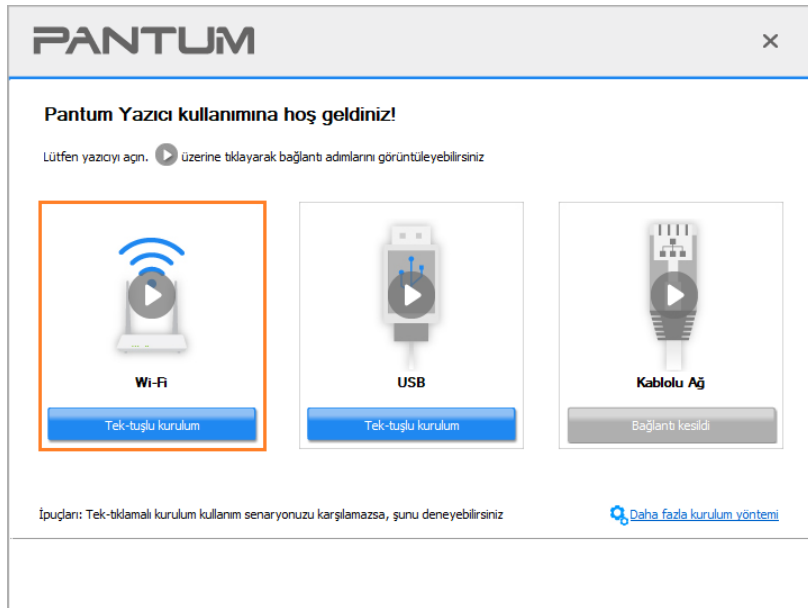 PANTUM
Pantum Yazıcı kullanımına hoş geldiniz!
Lütfen yazıcıyı açın. üzerine tıklayarak bağlantı adımlarını görüntüleyebilirsiniz
Wi-Fi
USB
Kablolu Ağ
Tek-tuşlu kurulum
Tek-tuşlu kurulum
Bağlantı kesildi
İpuçları: Tek-tıklamalı kurulum kullanım senaryonuzu karşılamazsa, şunu deneyebilirsiniz
Daha fazla kurulum yöntemi